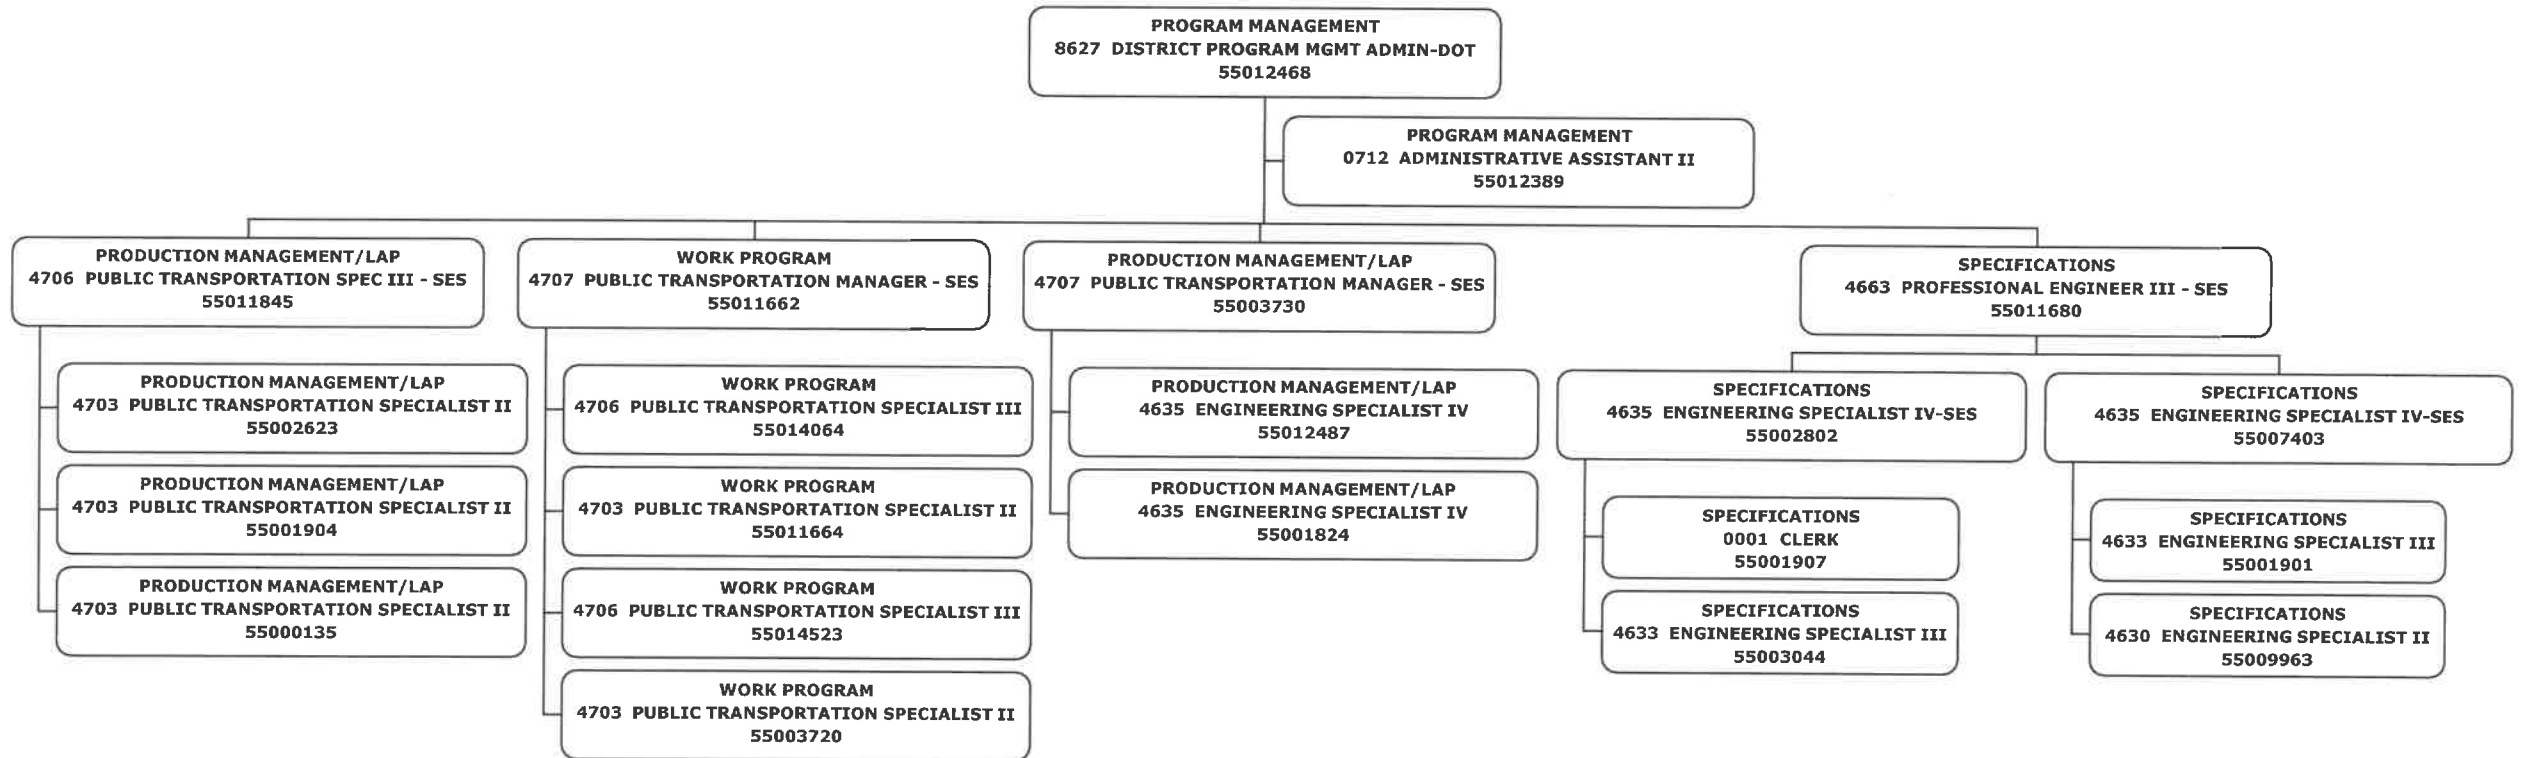 PROGRAM MANAGEMENT
8627 DISTRICT PROGRAM MGMT ADMIN-DOT
55012468
PROGRAM MANAGEMENT
0712 ADMINISTRATIVE ASSISTANT II
55012389
PRODUCTION MANAGEMENT/LAP
4706 PUBLIC TRANSPORTATION SPEC III - SES
55011845
PRODUCTION MANAGEMENT/LAP
4703 PUBLIC TRANSPORTATION SPECIALIST II
55002623
PRODUCTION MANAGEMENT/LAP
4703 PUBLIC TRANSPORTATION SPECIALIST II
55001904
PRODUCTION MANAGEMENT/LAP
4703 PUBLIC TRANSPORTATION SPECIALIST II
55000135
WORK PROGRAM
4707 PUBLIC TRANSPORTATION MANAGER - SES
55011662
WORK PROGRAM
4706 PUBLIC TRANSPORTATION SPECIALIST III
55014064
WORK PROGRAM
4703 PUBLIC TRANSPORTATION SPECIALIST II
55011664
WORK PROGRAM
4706 PUBLIC TRANSPORTATION SPECIALIST III
55014523
WORK PROGRAM
4703 PUBLIC TRANSPORTATION SPECIALIST II
55003720
PRODUCTION MANAGEMENT/LAP
4707 PUBLIC TRANSPORTATION MANAGER - SES
55003730
PRODUCTION MANAGEMENT/LAP
4635 ENGINEERING SPECIALIST IV
55012487
PRODUCTION MANAGEMENT/LAP
4635 ENGINEERING SPECIALIST IV
55001824
SPECIFICATIONS
4663 PROFESSIONAL ENGINEER III - SES
55011680
SPECIFICATIONS
4635 ENGINEERING SPECIALIST IV-SES
55002802
SPECIFICATIONS
0001 CLERK
55001907
SPECIFICATIONS
4633 ENGINEERING SPECIALIST III
55003044
SPECIFICATIONS
4635 ENGINEERING SPECIALIST IV-SES
55007403
SPECIFICATIONS
4633 ENGINEERING SPECIALIST III
55001901
SPECIFICATIONS
4630 ENGINEERING SPECIALIST II
55009963